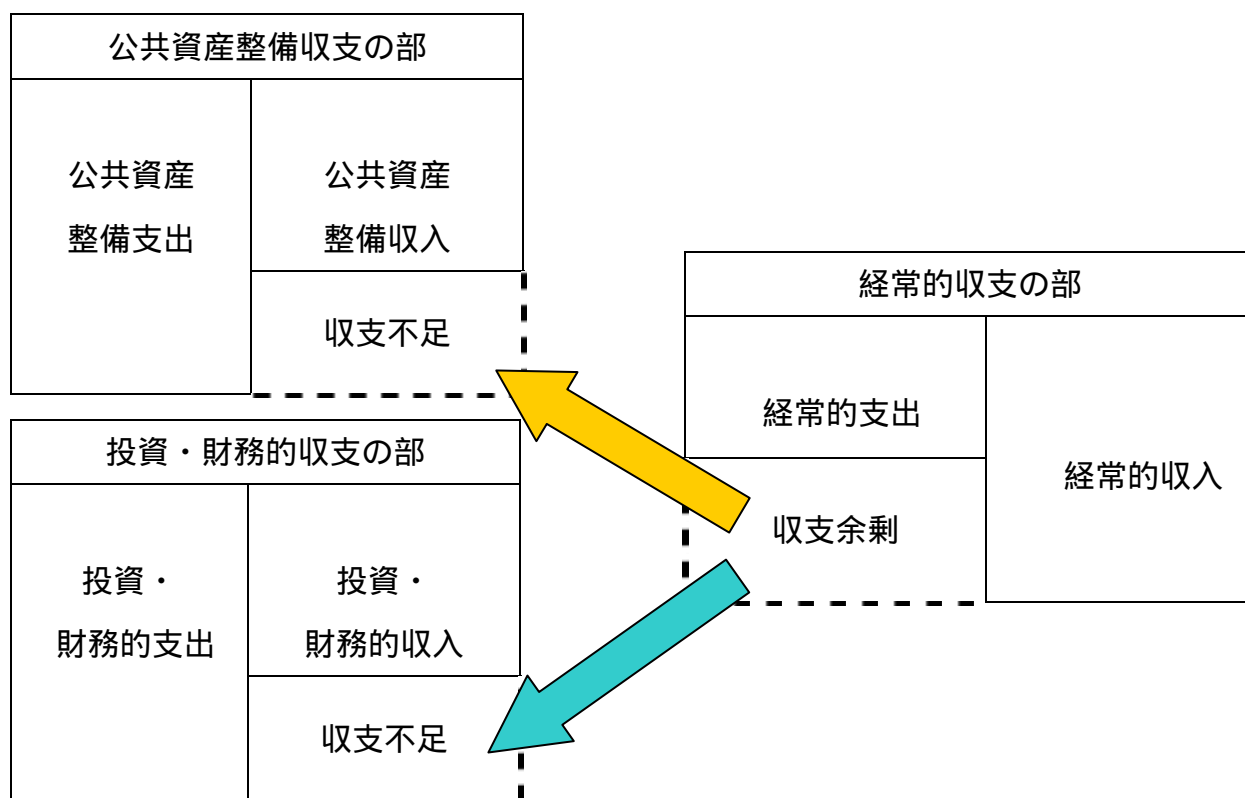 公共資産整備収支の部
公共資産
整備支出
公共資産
整備収入
収支不足
投資・財務的収支の部
投資・
財務的支出
投資・
財務的収入
収支不足
経常的収支の部
経常的支出
収支余剰
経常的収入